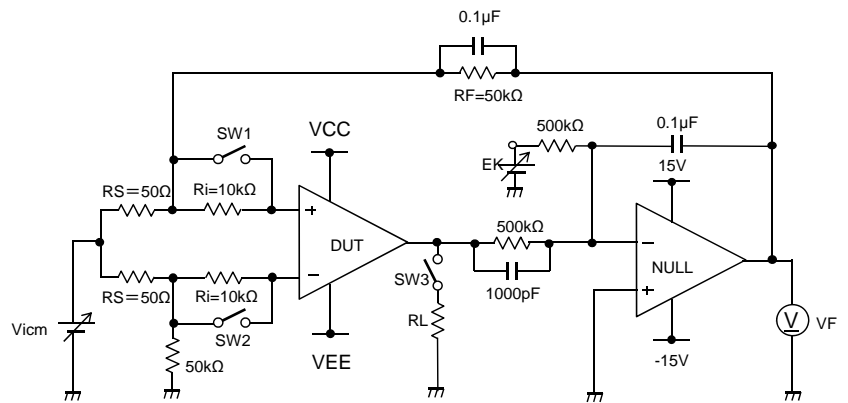 0.1μF
RF=50kΩ
SW1
VCC
500kΩ
0.1μF
EK
15V
RS=50Ω
Ri=10kΩ
+
DUT
−
500kΩ
−
NULL
+
RS=50Ω
Ri=10kΩ
SW3
1000pF
Vicm
SW2
RL
V
VF
50kΩ
VEE
-15V